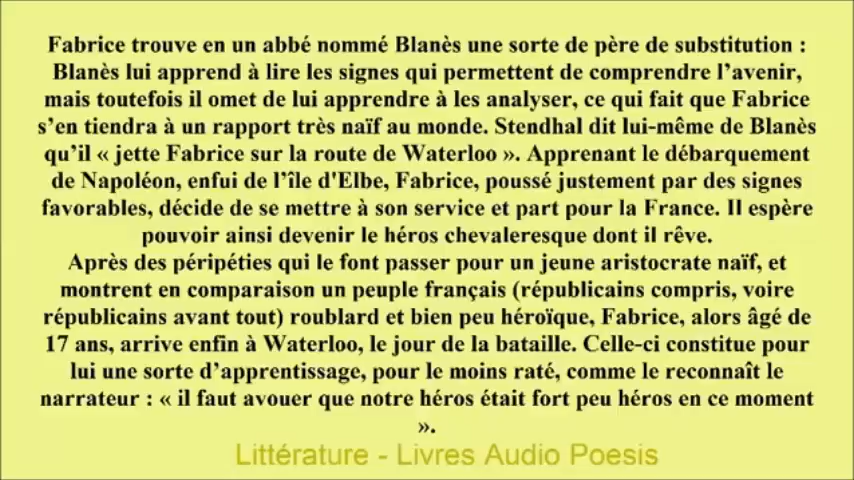 Fabrice trouve en un abbé nommé Blanès une sorte de père de substitution :
Blanès lui apprend à lire les signes qui permettent de comprendre l’avenir,
mais toutefois il omet de lui apprendre à les analyser, ce qui fait que Fabrice
s’en tiendra à un rapport très naïf au monde. Stendhal dit lui-même de Blanès
qu’il « jette Fabrice sur la route de Waterloo ». Apprenant le débarquement
de Napoléon, enfui de l’île d'Elbe, Fabrice, poussé justement par des signes
favorables, décide de se mettre à son service et part pour la France. Il espère
pouvoir ainsi devenir le héros chevaleresque dont il rêve.
Après des péripéties qui le font passer pour un jeune aristocrate naïf, et
montrent en comparaison un peuple français (républicains compris, voire
républicains avant tout) roublard et bien peu héroïque, Fabrice, alors âgé de
17 ans, arrive enfin à Waterloo, le jour de la bataille. Celle-ci constitue pour
lui une sorte d’apprentissage, pour le moins raté, comme le reconnaît le
narrateur : « il faut avouer que notre héros était fort peu héros en ce moment
».
Littérature - Livres Audio Poesis